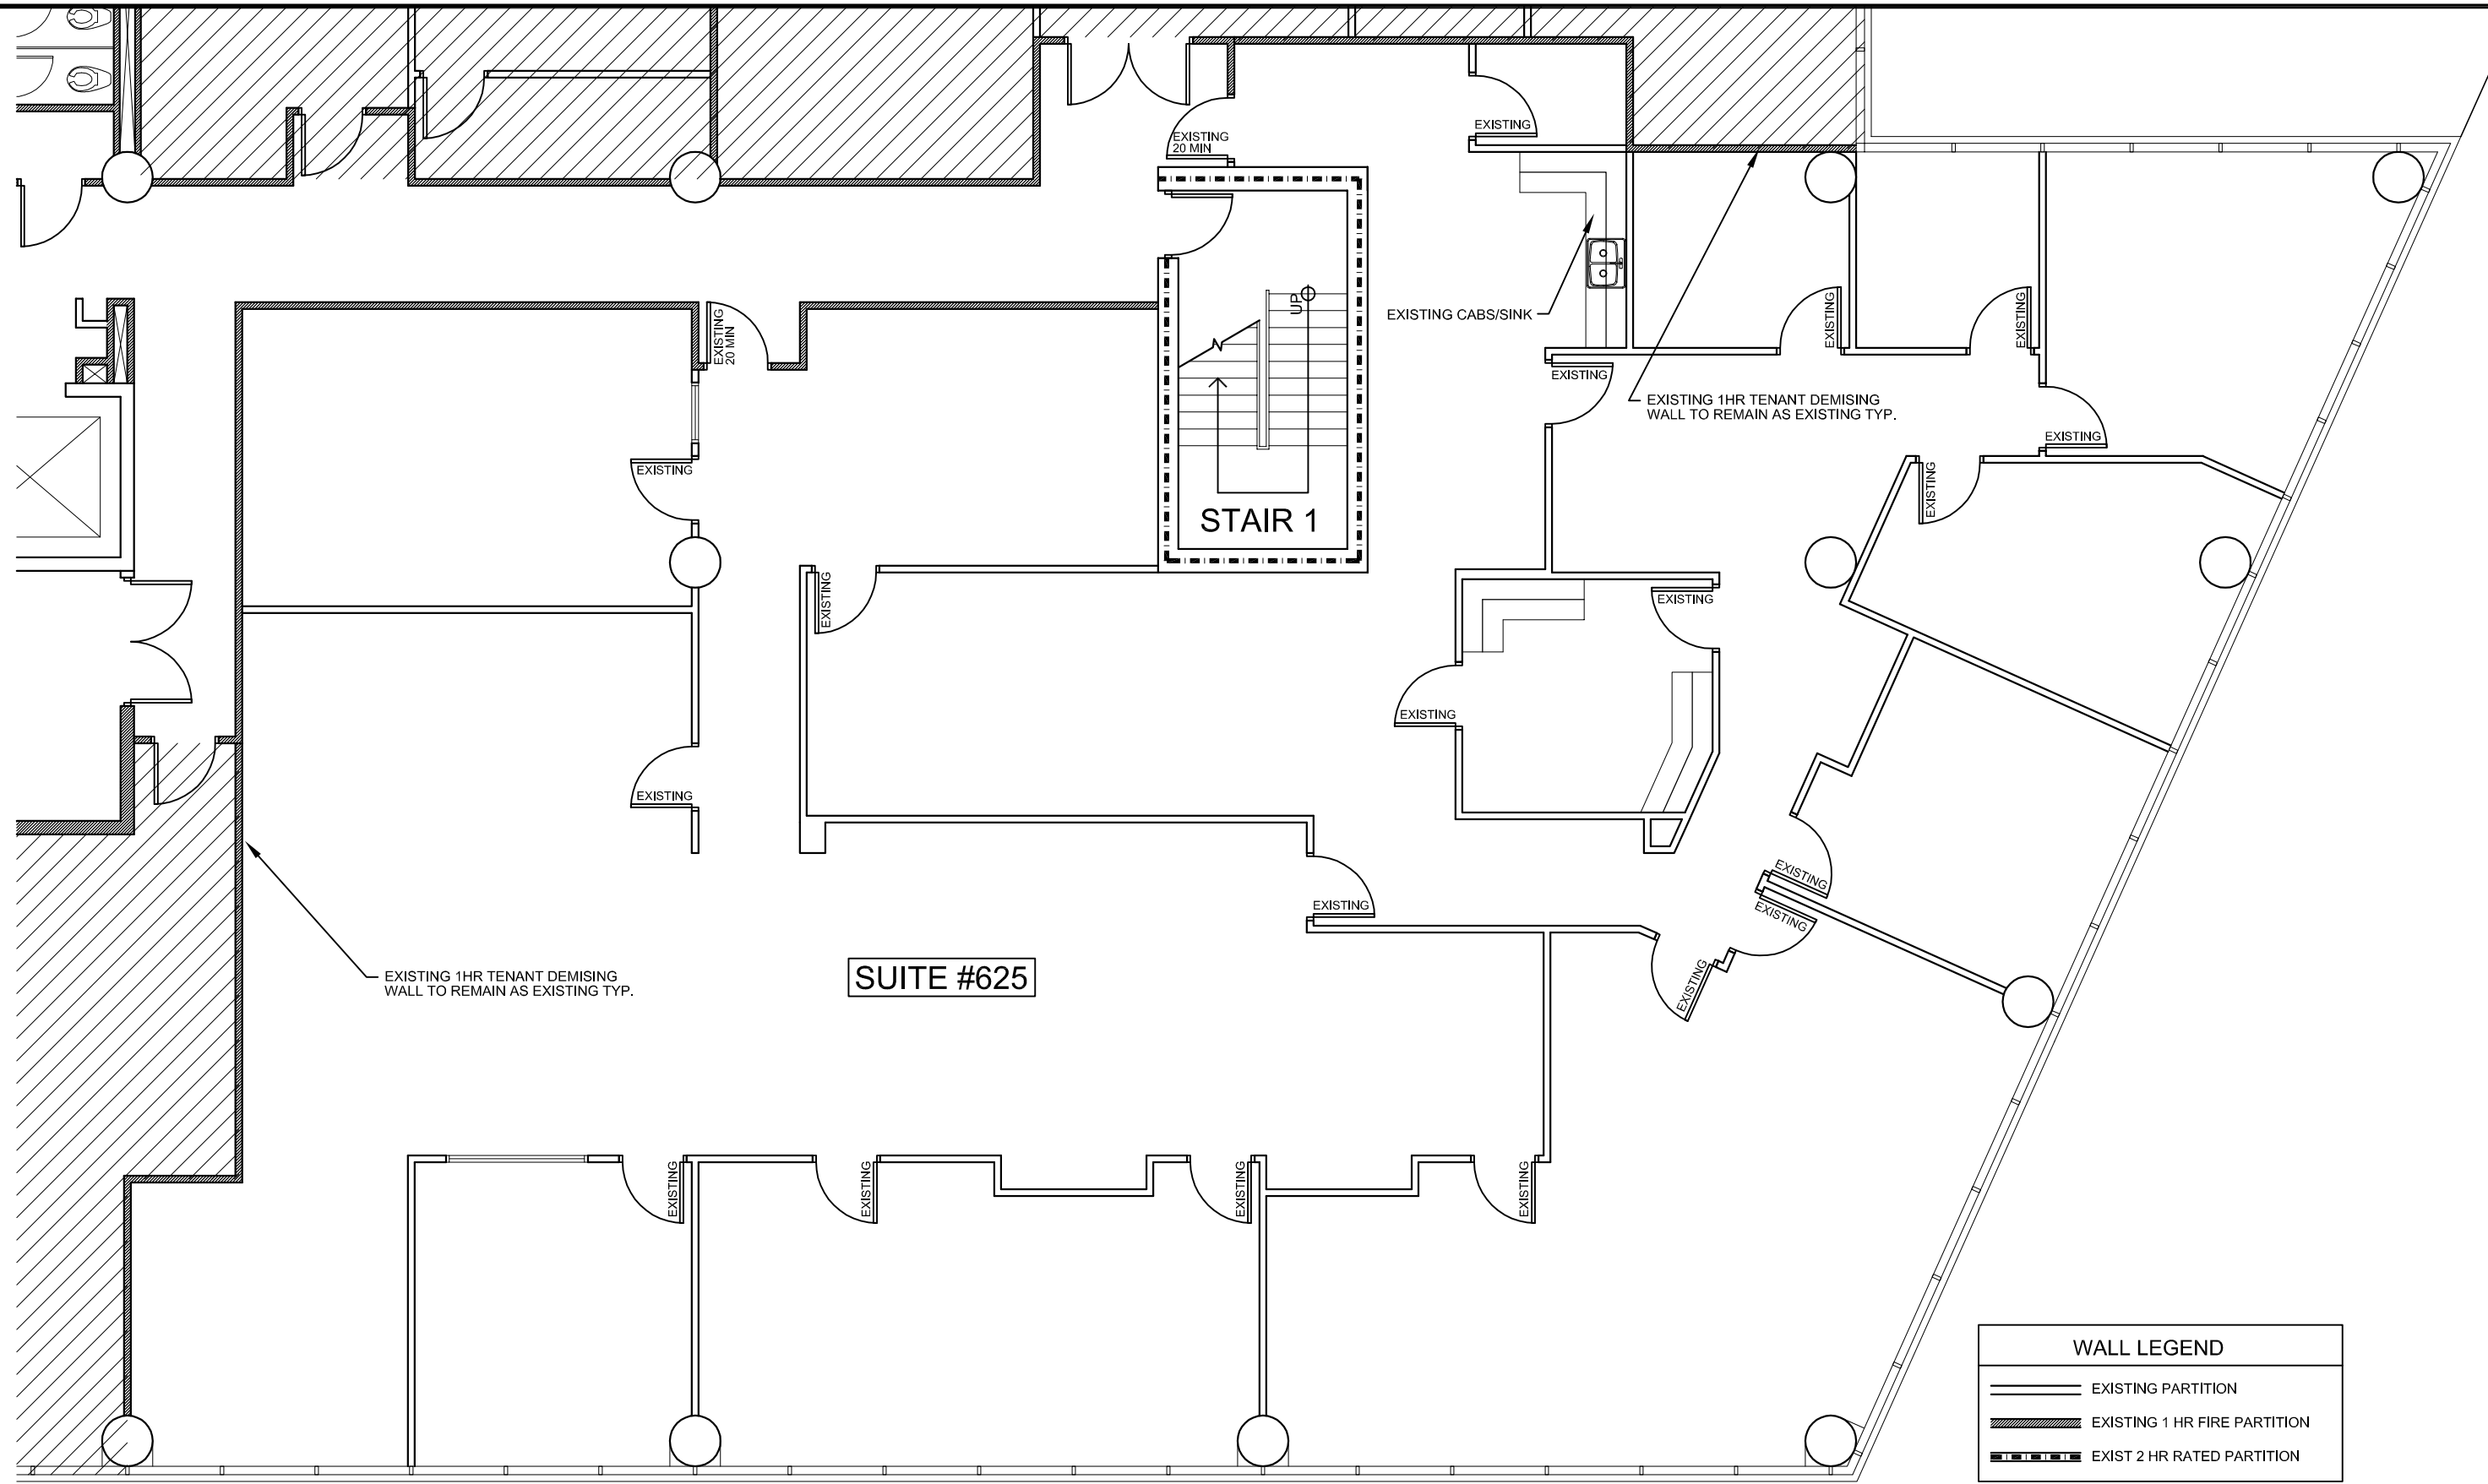 EXISTING
20 MIN
EXISTING
EXISTING
20 MIN
UP
EXISTING CABS/SINK
EXISTING
EXISTING
EXISTING
EXISTING 1HR TENANT DEMISING
WALL TO REMAIN AS EXISTING TYP.
EXISTING
EXISTING
EXISTING
STAIR 1
EXISTING
EXISTING
EXISTING
EXISTING
EXISTING
EXISTING
EXISTING
EXISTING
EXISTING 1HR TENANT DEMISING
WALL TO REMAIN AS EXISTING TYP.
SUITE #625
EXISTING
EXISTING
EXISTING
EXISTING
EXISTING
WALL LEGEND
EXISTING PARTITION
EXISTING 1 HR FIRE PARTITION
EXIST 2 HR RATED PARTITION